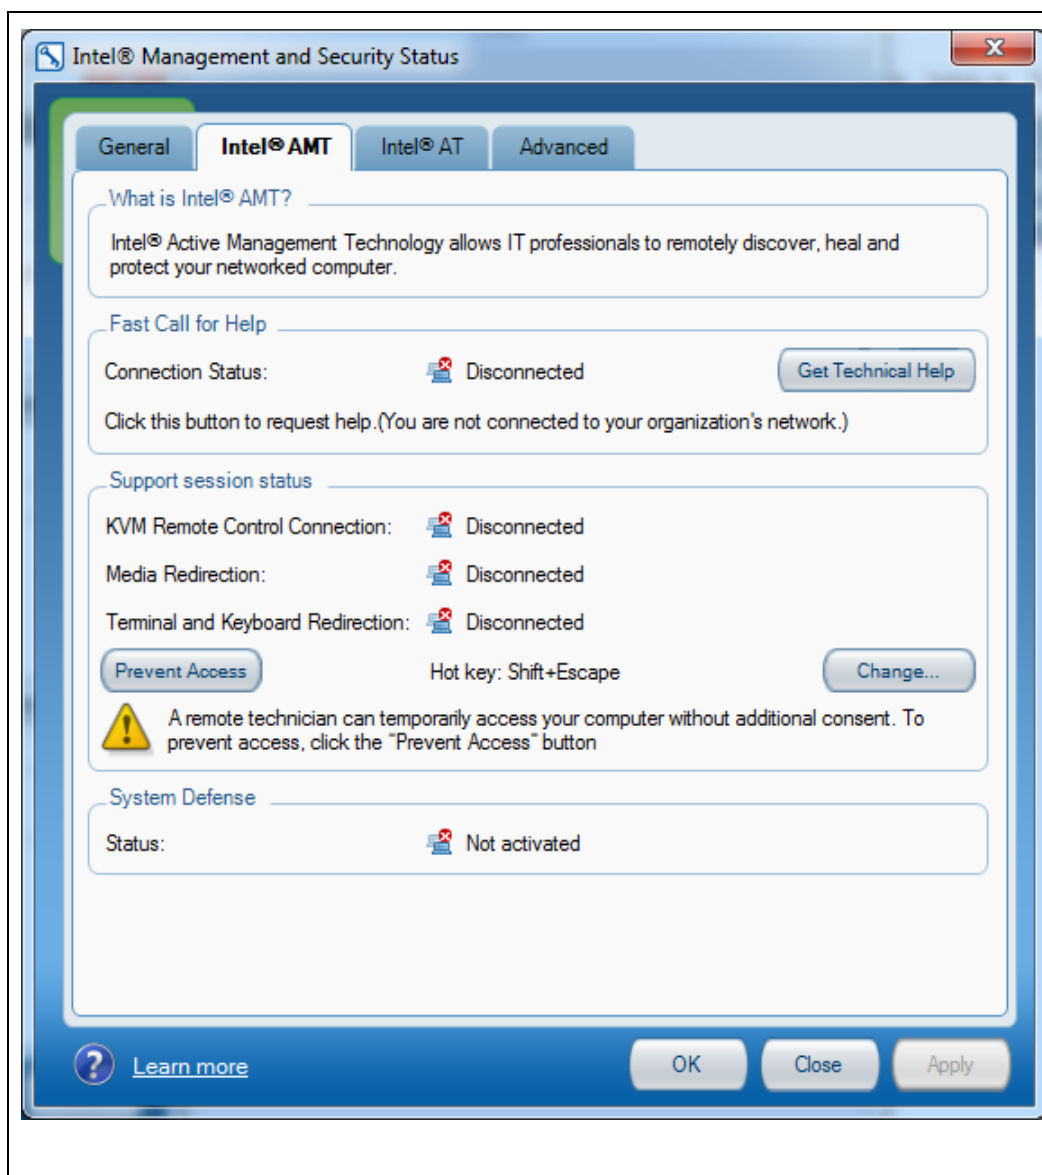 Intel® Management and Security Status
General Intel® AMT Intel® AT Advanced
What is Intel® AMT?
Intel® Active Management Technology allows IT professionals to remotely discover, heal and
protect your networked computer.
Fast Call for Help
Connection Status: Disconnected Get Technical Help
Click this button to request help.(You are not connected to your organization's network.)
Support session status
KVM Remote Control Connection: Disconnected
Media Redirection: Disconnected
Terminal and Keyboard Redirection: Disconnected
Prevent Access Hot key: Shift+Escape Change...
A remote technician can temporarily access your computer without additional consent. To
prevent access, click the "Prevent Access" button
System Defense
Status: Not activated
Learn more OK Close Apply